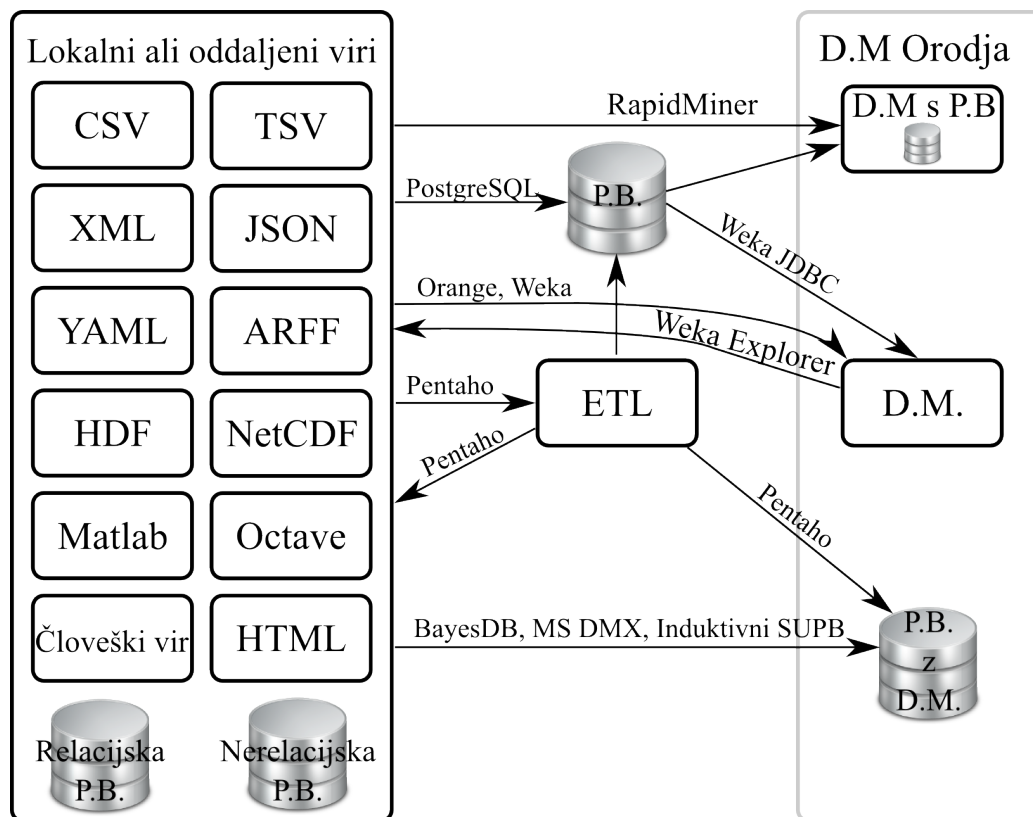 Lokalni ali oddaljeni viri
CSV
TSV
XML
JSON
YAML
ARFF
HDF
NetCDF
Matlab
Octave
Človeški vir
HTML
Relacijska
P.B.
Nerelacijska
P.B.
RapidMiner
PostgreSQL
P.B.
Weka JDBC
Orange, Weka
Weka Explorer
Pentaho
ETL
Pentaho
Pentaho
BayesDB, MS DMX, Induktivni SUPB
D.M Orodja
D.M s P.B
D.M.
P.B.
z
D.M.